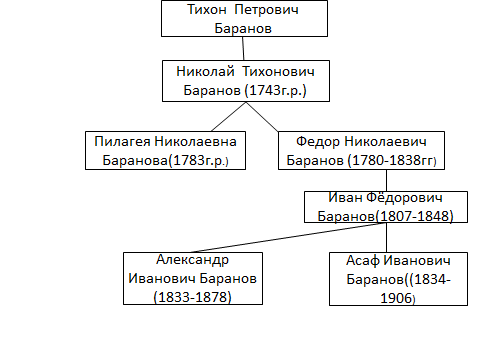 Тихон Петрович
Баранов
Николай Тихонович
Баранов (1743г.р.)
Пилагея Николаевна
Баранова(1783г.р.)
Федор Николаевич
Баранов (1780-1838гг)
Иван Фёдорович
Баранов(1807-1848)
Александр
Иванович Баранов
(1833-1878)
Асаф Иванович
Баранов((1834-
1906)